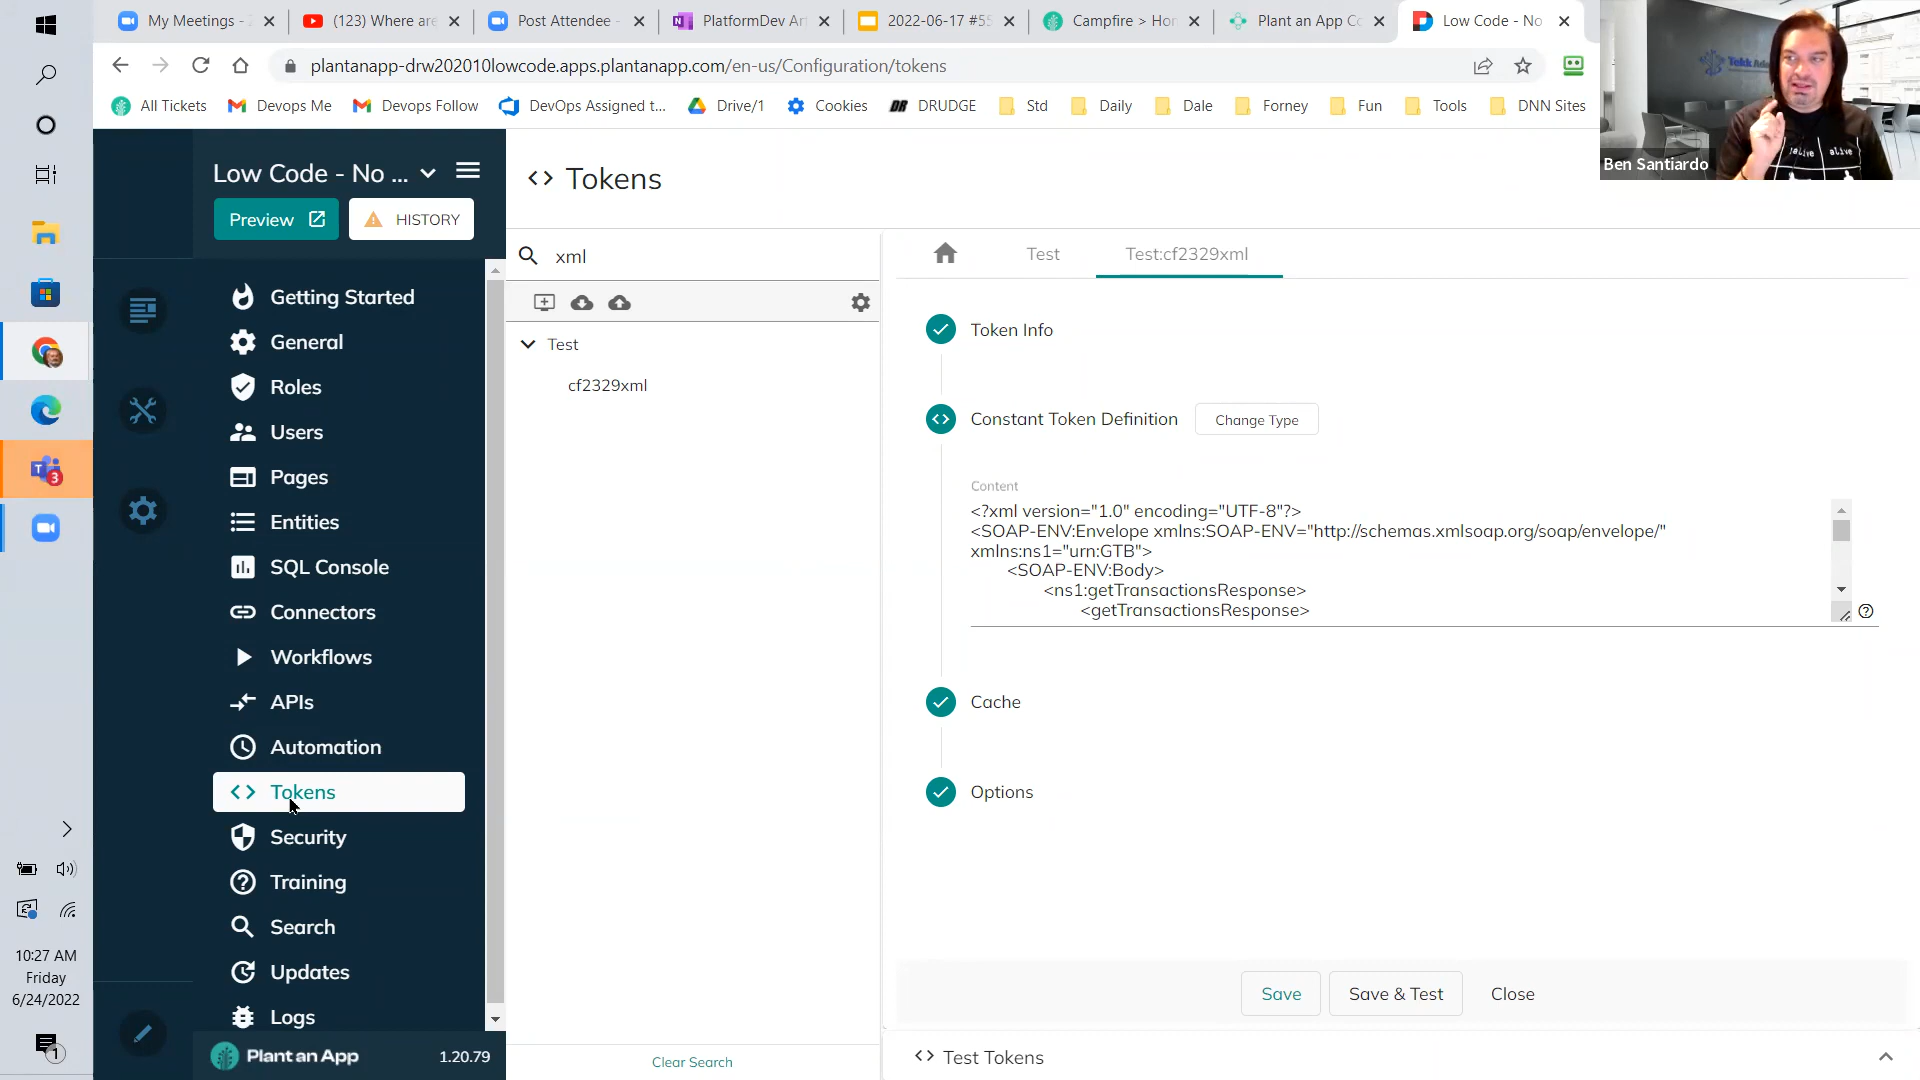 My Meetings - 2
(123) Where are
Post Attendee -
PlatformDev Ar
2022-06-17 #55
Campfire > Hor
Plant an App Co
Low Code - No
plantanapp-drw202010lowcode.apps.plantanapp.com/en-us/Configuration/tokens
All Tickets
Devops Me
Devops Follow
DevOps Assigned t...
Drive/1
Cookies
DR DRUDGE
Std
Daily
Dale
Forney
Fun
Tools
DNN Sites
alive
Ben Santiardo
Low Code - No ...
Preview
HISTORY
Getting Started
General
Roles
Users
Pages
Entities
SQL Console
Connectors
Workflows
APIs
Automation
Tokens
Security
Training
Search
Updates
Logs
Plant an App
1.20.79
Tokens
xml
Test
cf2329xml
Clear Search
Test
Test:cf2329xml
Token Info
Constant Token Definition
Change Type
Content
<?xml version="1.0" encoding="UTF-8"?>
<SOAP-ENV:Envelope xmlns:SOAP-ENV="http://schemas.xmlsoap.org/soap/envelope/"
xmlns:ns1="urn:GTB">
<SOAP-ENV:Body>
<ns1:getTransactionsResponse>
<getTransactionsResponse>
Cache
Options
Save
Save & Test
Close
Test Tokens
3
10:27 AM
Friday
6/24/2022
1